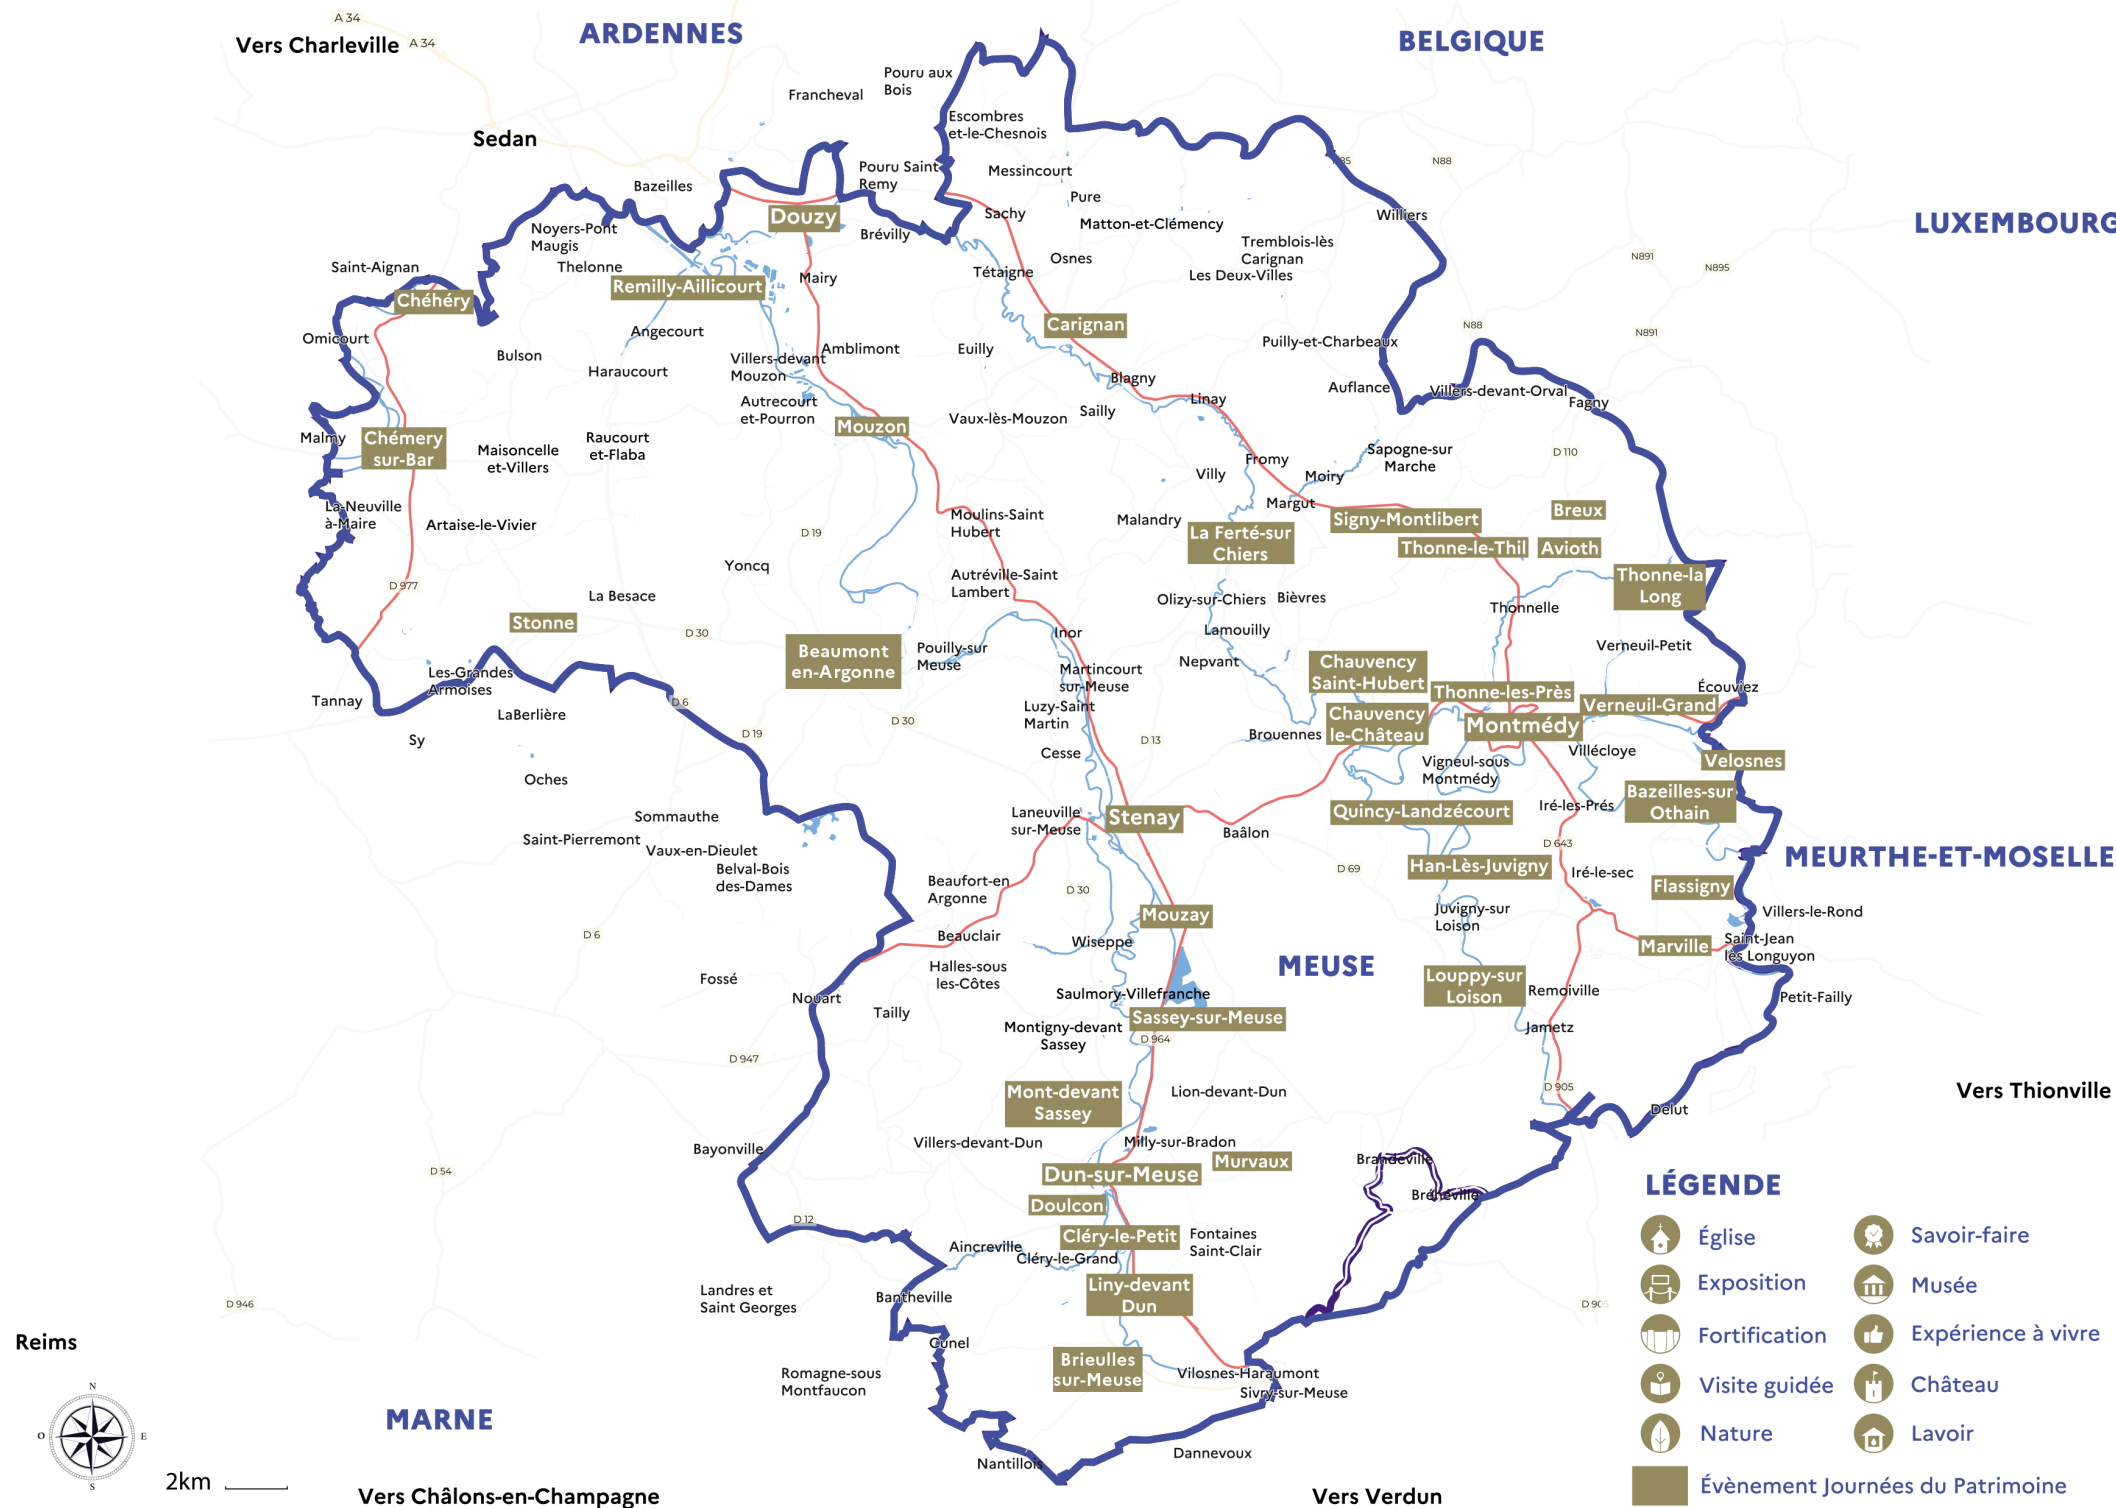 A 34
ARDENNES
BELGIQUE
Vers Charleville
A 34
Pouru aux
Bois
Francheval
Escombres
et-le-Chesnois
Sedan
N88
Pouru Saint
Remy
Messincourt
Bazeilles
Pure
Sachy
Williers
Douzy
Matton-et-Clémency
LUXEMBOURG
Noyers-Pont
Maugis
Brévilly
Tremblois-lès
Carignan
Osnes
N891
N895
Saint-Aignan
Thelonne
Tétaigne
Les Deux-Villes
Mairy
Remilly-Aillicourt
Chéhéry
Carignan
N88
Angecourt
N891
Omicourt
Puilly-et-Charbeaux
Amblimont
Euilly
Bulson
Villers-devant
Mouzon
Haraucourt
Blagny
Auflance
Villers-devant-Orval
Linay
Fagny
Autrecourt
et-Pourron
Sailly
Vaux-lès-Mouzon
Mouzon
Malmy
Chémery
sur-Bar
Raucourt
et-Flaba
Maisoncelle
et-Villers
Sapogne-sur
Marche
D 110
Fromy
Villy
Moiry
Margut
La-Neuville
à-Maire
Breux
Moulins-Saint
Hubert
Malandry
Signy-Montlibert
Artaise-le-Vivier
D 19
La Ferté-sur
Chiers
Thonne-le-Thil
Avioth
Yoncq
Autréville-Saint
Lambert
Thonne-la
Long
D 977
La Besace
Olizy-sur-Chiers
Bièvres
Thonnelle
Stonne
D 30
Inor
Lamouilly
Verneuil-Petit
Beaumont
en-Argonne
Pouilly-sur
Meuse
Nepvant
Chauvency
Saint-Hubert
Les-Grandes
Armoises
Martincourt
sur-Meuse
Écouviez
Thonne-les-Près
Tannay
D 6
Verneuil-Grand
LaBerlière
Luzy-Saint
Martin
D 30
Chauvency
le-Château
Montmédy
D 19
Brouennes
Sy
D 13
Cesse
Villécloye
Velosnes
Vigneul-sous
Montmédy
Oches
Bazeilles-sur
Othain
Iré-les-Prés
Quincy-Landzécourt
Sommauthe
Laneuville
sur-Meuse
Stenay
Baâlon
Saint-Pierremont
D 643
Vaux-en-Dieulet
MEURTHE-ET-MOSELLE
Belval-Bois
des-Dames
D 69
Han-Lès-Juvigny
Iré-le-sec
Beaufort-en
Argonne
D 30
Flassigny
Mouzay
Juvigny-sur
Loison
Villers-le-Rond
D 6
Beauclair
Wiseppe
Marville
Saint-Jean
lès Longuyon
Halles-sous
les-Côtes
MEUSE
Fossé
Louppy-sur
Loison
Remoiville
Nouart
Saulmory-Villefranche
Petit-Failly
Tailly
Sassey-sur-Meuse
Montigny-devant
Sassey
Jametz
D 964
D 947
Mont-devant
Sassey
Lion-devant-Dun
D 905
Vers Thionville
Delut
Villers-devant-Dun
Milly-sur-Bradon
Bayonville
Murvaux
Brandeville
D 54
Dun-sur-Meuse
Bréhéville
Doulcon
D 12
Cléry-le-Petit
Fontaines
Saint-Clair
Aincreville
Cléry-le-Grand
Landres et
Saint Georges
Bantheville
Liny-devant
Dun
D 946
D 905
Reims
Cunel
Romagne-sous
Montfaucon
Brieulles
sur-Meuse
Vilosnes-Haraumont
Sivry-sur-Meuse
MARNE
Dannevoux
Nantillois
N
O
E
S
2km
Vers Châlons-en-Champagne
Vers Verdun
LÉGENDE
Église
Savoir-faire
Exposition
Musée
Fortification
Expérience à vivre
Visite guidée
Château
Nature
Lavoir
Évènement Journées du Patrimoine